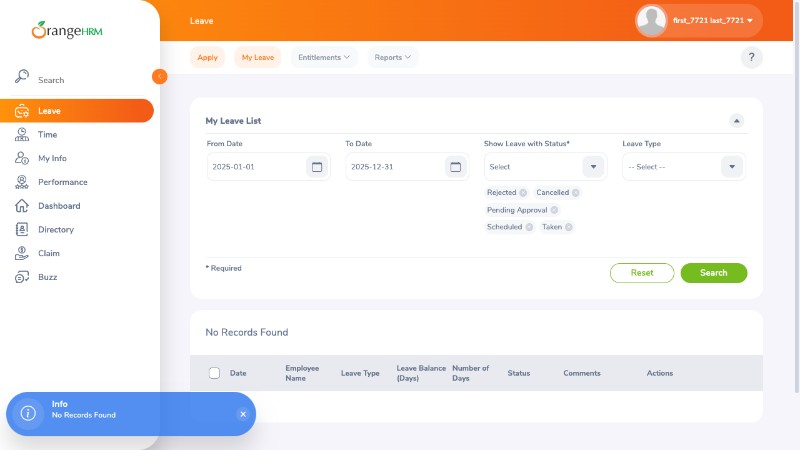 OrangeHRM
Leave
first_7721 last_7721
Search
Leave
Time
My Info
Performance
Dashboard
Directory
Claim
Buzz
Apply
My Leave
Entitlements
Reports
?
My Leave List
From Date
To Date
Show Leave with Status*
Leave Type
2025-01-01
2025-12-31
Select
-- Select --
Rejected
Cancelled
Pending Approval
Scheduled
Taken
* Required
Reset
Search
No Records Found
Date
Employee Name
Leave Type
Leave Balance (Days)
Number of Days
Status
Comments
Actions
Info
No Records Found